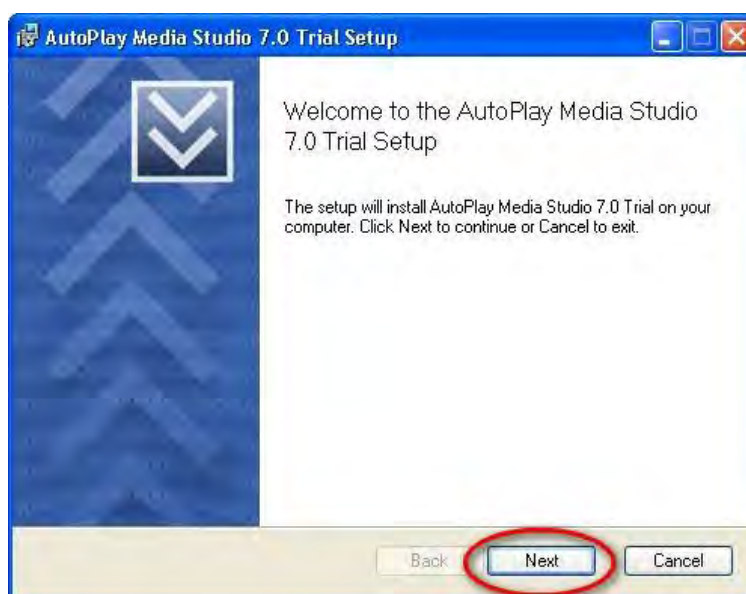 AutoPlay Media Studio 7.0 Trial Setup
Welcome to the AutoPlay Media Studio
7.0 Trial Setup
The setup will install AutoPlay Media Studio 7.0 Trial on your
computer. Click Next to continue or Cancel to exit.
Back Next Cancel